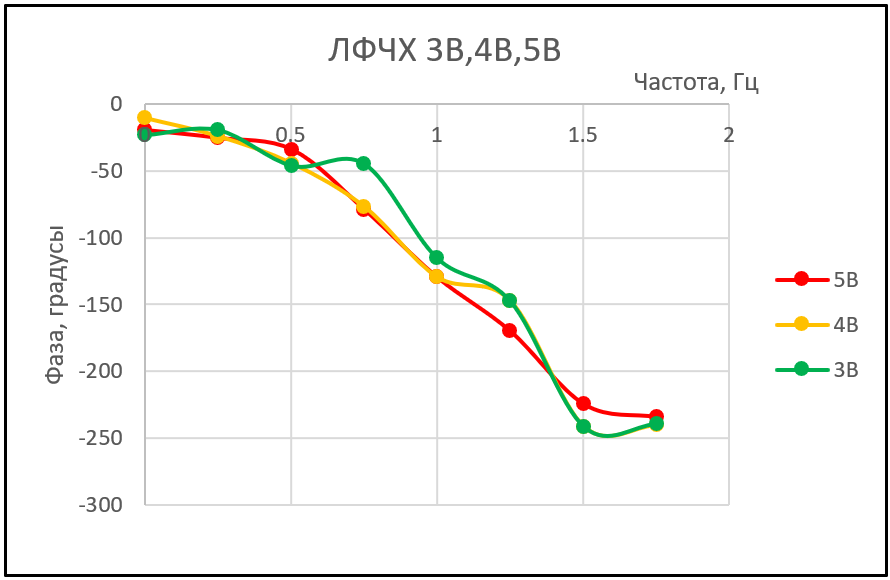 ЛФЧХ 3В,4В,5В
Частота, Гц
0
0 0.5 1 1.5 2
-50
-100
-150
-200
-250
-300
Фаза, градусы
5В
4В
3В